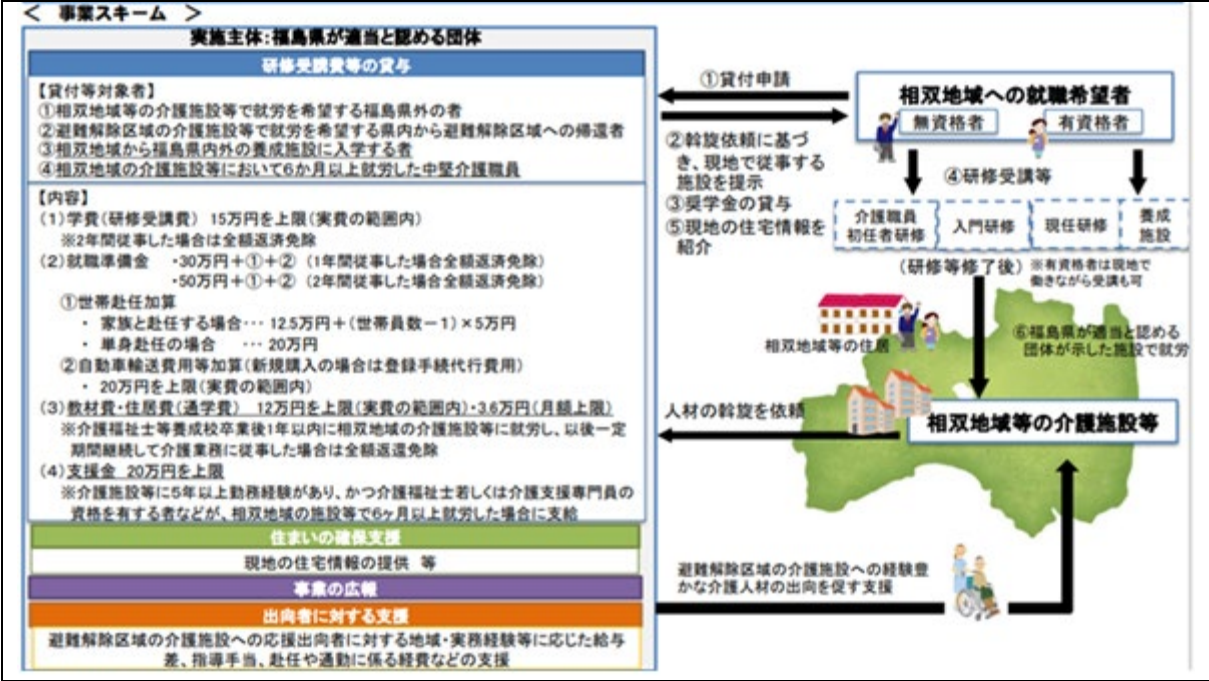 ＜ 事業スキーム ＞
実施主体：福島県が適当と認める団体
研修受講費等の貸与
【貸付等対象者】
①相双地域等の介護施設等で就労を希望する福島県外の者
②避難解除区域の介護施設等で就労を希望する県内から避難解除区域への帰還者
③相双地域から福島県内外の養成施設に入学する者
④相双地域の介護施設等において6か月以上就労した中堅介護職員
【内容】
（1）学費（研修受講費） 15万円を上限（実費の範囲内）
※2年間従事した場合は全額返済免除
（2）就職準備金 ・30万円＋①＋② （1年間従事した場合全額返済免除）
・50万円＋①＋② （2年間従事した場合全額返済免除）
①世帯赴任加算
・ 家族と赴任する場合… 12.5万円＋（世帯員数－1）×5万円
・ 単身赴任の場合 … 20万円
②自動車輸送費用等加算（新規購入の場合は登録手続代行費用）
・ 20万円を上限（実費の範囲内）
（3）教材費・住居費（通学費） 12万円を上限（実費の範囲内）・3.6万円（月額上限）
※介護福祉士等養成校卒業後1年以内に相双地域の介護施設等に就労し、以後一定
期間継続して介護業務に従事した場合は全額返還免除
（4）支援金 20万円を上限
※介護施設等に5年以上勤務経験があり、かつ介護福祉士若しくは介護支援専門員の
資格を有する者などが、相双地域の施設等で6ヶ月以上就労した場合に支給
住まいの確保支援
現地の住宅情報の提供 等
事業の広報
出向者に対する支援
避難解除区域の介護施設への応援出向者に対する地域・実務経験等に応じた給与
差、指導手当、赴任や通勤に係る経費などの支援
①貸付申請
②斡旋依頼に基づ
き、現地で従事する
施設を提示
③奨学金の貸与
⑤現地の住宅情報を
紹介
相双地域への就職希望者
無資格者
有資格者
④研修受講等
介護職員
初任者研修
入門研修
現任研修
養成
施設
（研修等修了後）
※有資格者は現地で
働きながら受講も可
相双地域等の住居
⑥福島県が適当と認める
団体が示した施設で就労
人材の斡旋を依頼
相双地域等の介護施設等
避難解除区域の介護施設への経験豊
かな介護人材の出向を促す支援